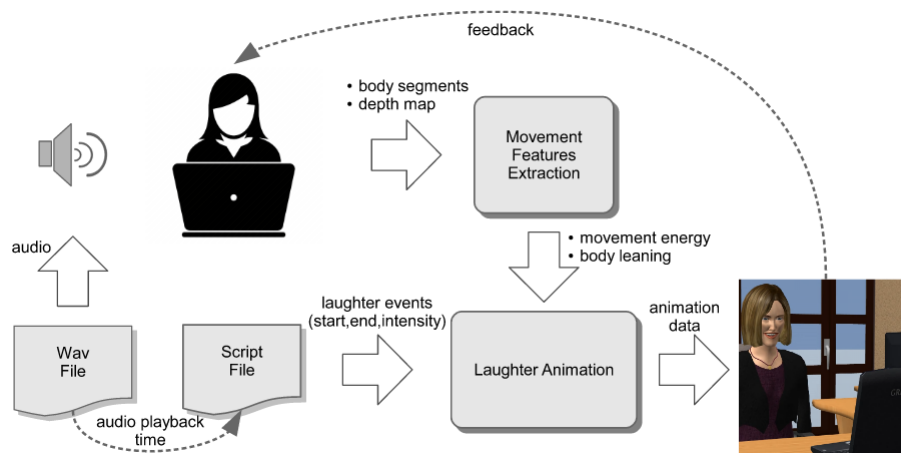 feedback
• body segments
• depth map
Movement
Features
Extraction
audio
• movement energy
• body leaning
laughter events
(start,end,intensity)
animation
data
Wav
File
Script
File
Laughter Animation
audio playback
time